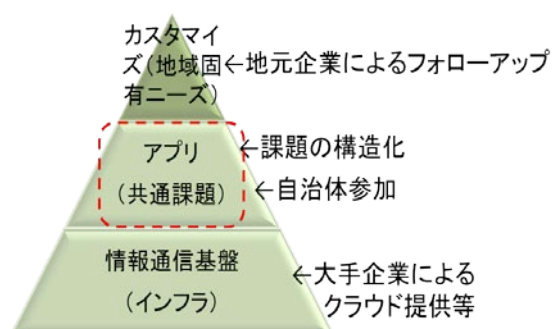 カスタマイ
ズ(地域固
有ニーズ)
←地元企業によるフォローアップ
アプリ
(共通課題)
←課題の構造化
←自治体参加
情報通信基盤
(インフラ)
←大手企業による
クラウド提供等